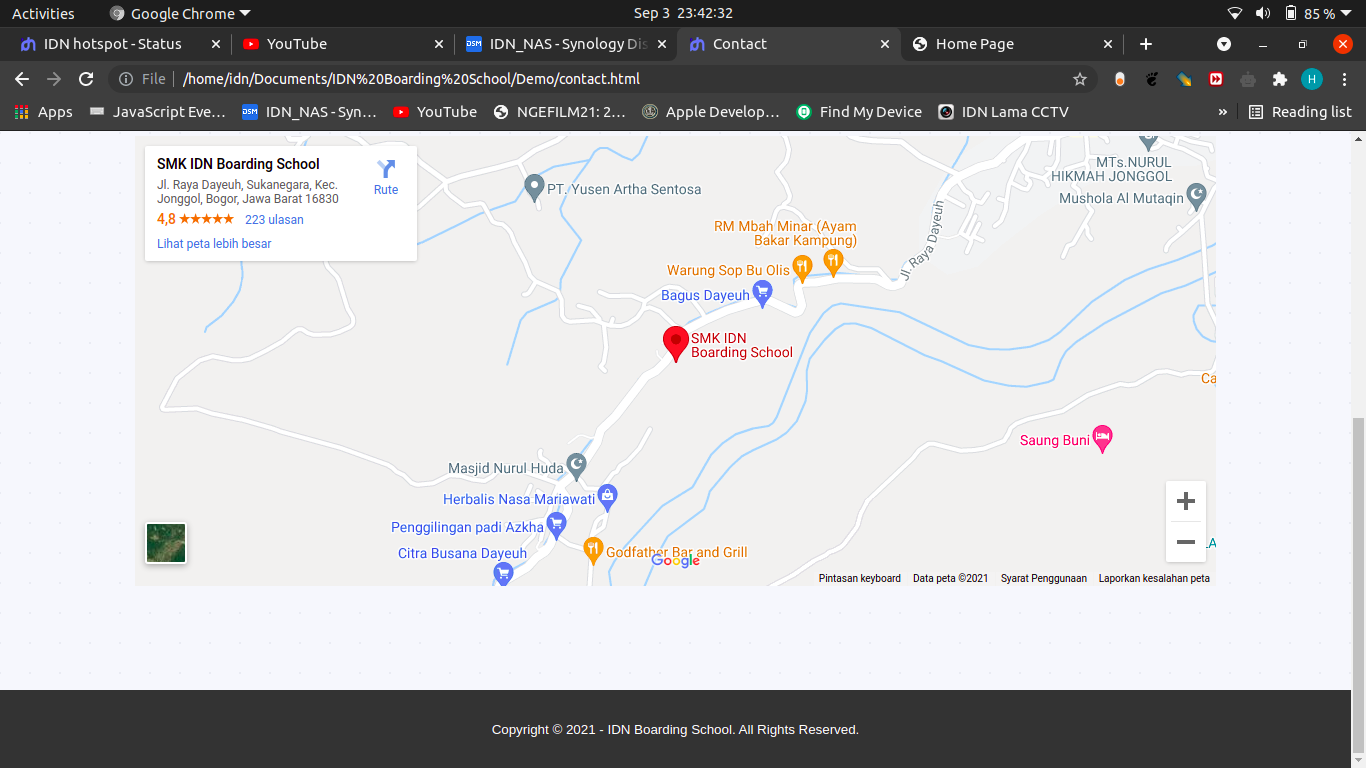 Activities
Google Chrome
Sep 3 23:42:32
85 %
IDN hotspot - Status
YouTube
IDN_NAS - Synology Dis
Contact
Home Page
File
/home/idn/Documents/IDN%20Boarding%20School/Demo/contact.html
H
Apps
JavaScript Eve...
IDN_NAS - Syn...
YouTube
NGEFILM21: 2...
Apple Develop...
Find My Device
IDN Lama CCTV
»
Reading list
SMK IDN Boarding School
Jl. Raya Dayeuh, Sukanegara, Kec.
Jonggol, Bogor, Jawa Barat 16830
4,8 ★★★★★ 223 ulasan
Lihat peta lebih besar
Rute
MTs.NURUL
HIKMAH JONGGOL
PT. Yusen Artha Sentosa
Mushola Al Mutaqin
RM Mbah Minar (Ayam
Bakar Kampung)
Jl. Raya Dayeuh
Warung Sop Bu Olis
Bagus Dayeuh
SMK IDN
Boarding School
Ca
Saung Buni
Masjid Nurul Huda
Herbalis Nasa Mariawati
Penggilingan padi Azkha
Citra Busana Dayeuh
Godfather Bar and Grill
LA
Google
Pintasan keyboard
Data peta ©2021
Syarat Penggunaan
Laporkan kesalahan peta
Copyright © 2021 - IDN Boarding School. All Rights Reserved.